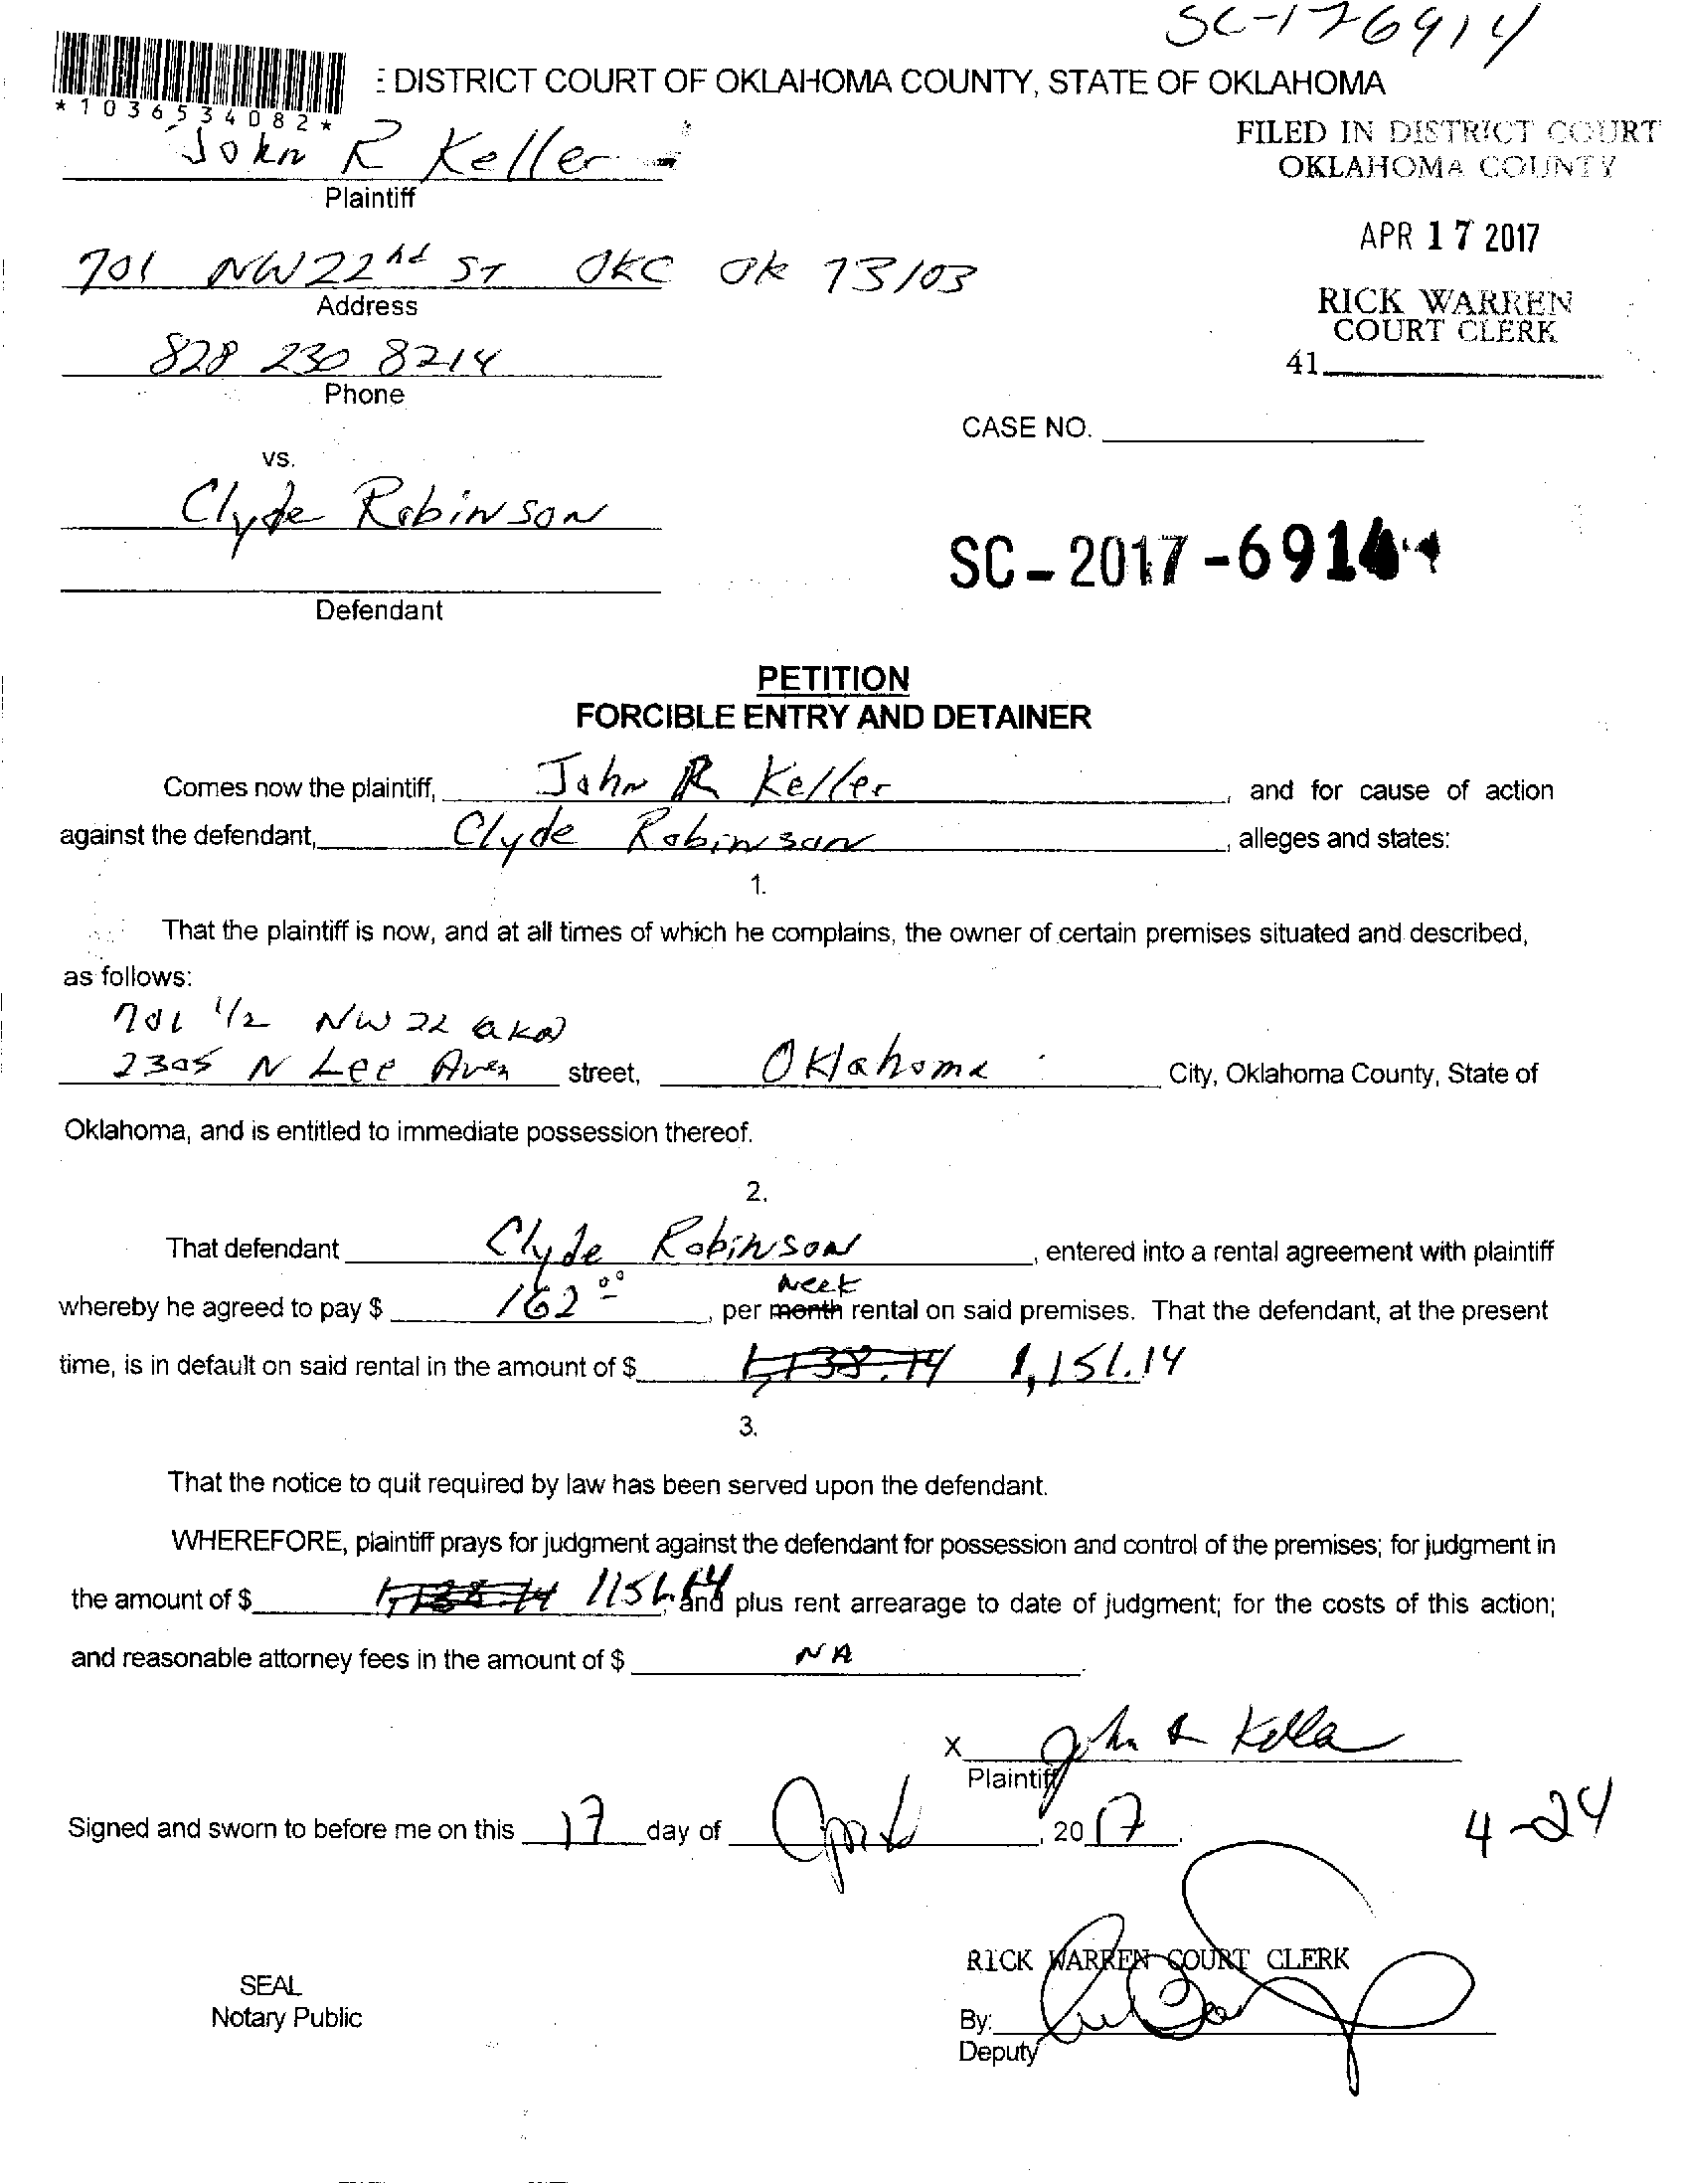 SC-176914
*1036534082*
DISTRICT COURT OF OKLAHOMA COUNTY, STATE OF OKLAHOMA
John R Keller
Plaintiff
FILED IN DISTRICT COURT
OKLAHOMA COUNTY
APR 17 2017
RICK WARREN
COURT CLERK
41
701 NW 22nd ST OKC OK 73103
Address
828 230 8214
Phone
CASE NO.
vs.
Clyde Robinson
SC-2017-6914
Defendant
PETITION
FORCIBLE ENTRY AND DETAINER
Comes now the plaintiff, John R Keller, and for cause of action
against the defendant, Clyde Robinson, alleges and states:
1.
That the plaintiff is now, and at all times of which he complains, the owner of certain premises situated and described,
as follows:
701 1/2 NW 22 aka
2305 N Lee Aven street, Oklahoma City, Oklahoma County, State of
Oklahoma, and is entitled to immediate possession thereof.
2.
That defendant Clyde Robinson, entered into a rental agreement with plaintiff
week
whereby he agreed to pay $ 162 00, per month rental on said premises. That the defendant, at the present
time, is in default on said rental in the amount of $ 1,138.14 1,151.14
3.
That the notice to quit required by law has been served upon the defendant.
WHEREFORE, plaintiff prays for judgment against the defendant for possession and control of the premises; for judgment in
the amount of $ 1,138.14 1151.14 and plus rent arrearage to date of judgment; for the costs of this action;
and reasonable attorney fees in the amount of $ NA.
X John R Keller
Plaintiff
Signed and sworn to before me on this 17 day of April, 2017.
4-24
RICK WARREN COURT CLERK
SEAL
Notary Public
By:
Deputy